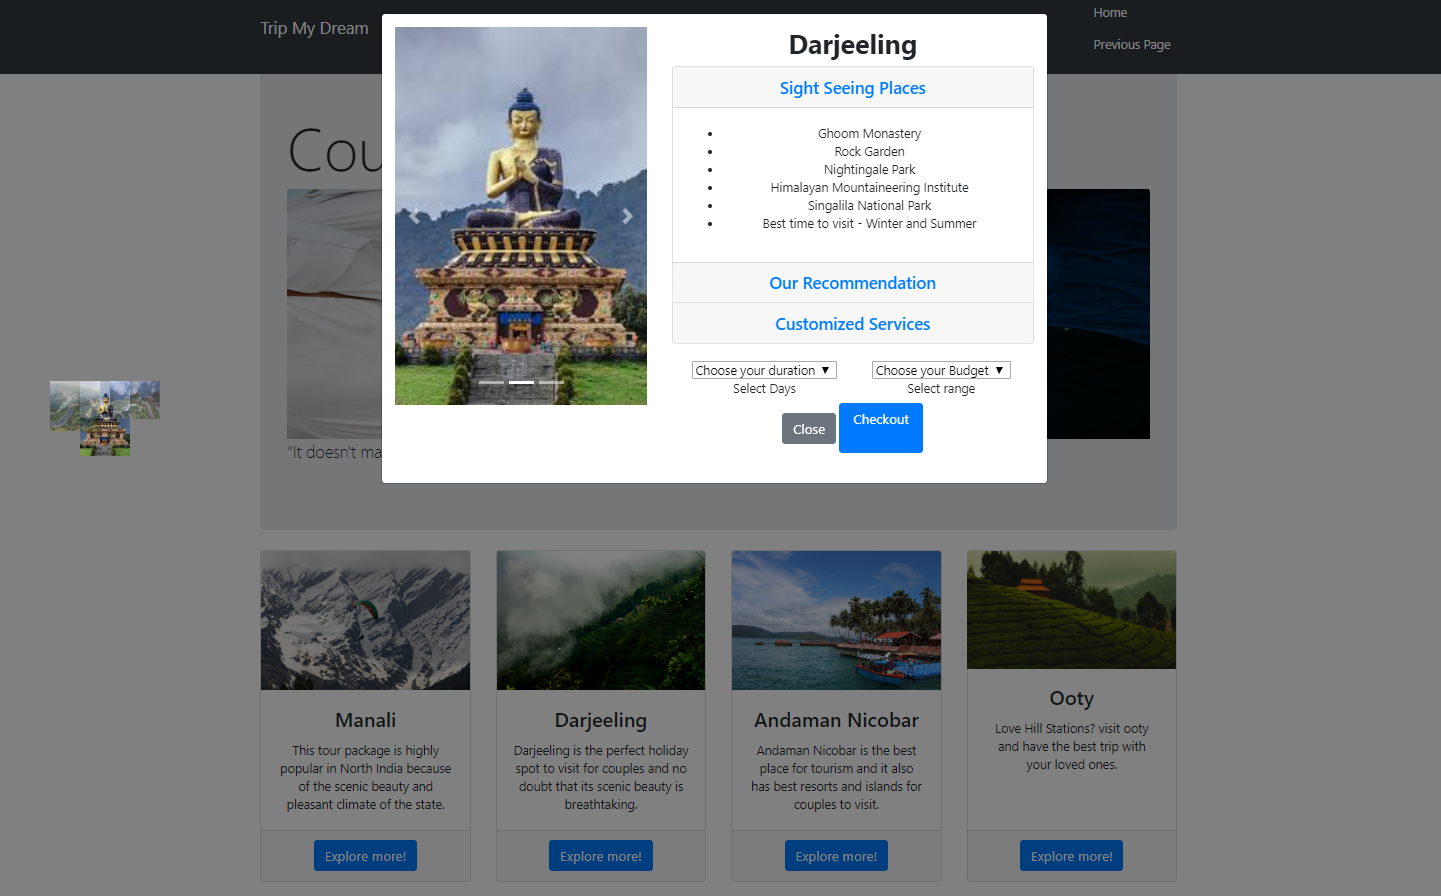 Trip My Dream
Home
Previous Page
Cou
“It doesn't ma
Darjeeling
Sight Seeing Places
Ghoom Monastery
Rock Garden
Nightingale Park
Himalayan Mountaineering Institute
Singalila National Park
Best time to visit - Winter and Summer
Our Recommendation
Customized Services
Choose your duration
Select Days
Choose your Budget
Select range
Close
Checkout
Manali
This tour package is highly
popular in North India because
of the scenic beauty and
pleasant climate of the state.
Explore more!
Darjeeling
Darjeeling is the perfect holiday
spot to visit for couples and no
doubt that its scenic beauty is
breathtaking.
Explore more!
Andaman Nicobar
Andaman Nicobar is the best
place for tourism and it also
has best resorts and islands for
couples to visit.
Explore more!
Ooty
Love Hill Stations? visit ooty
and have the best trip with
your loved ones.
Explore more!